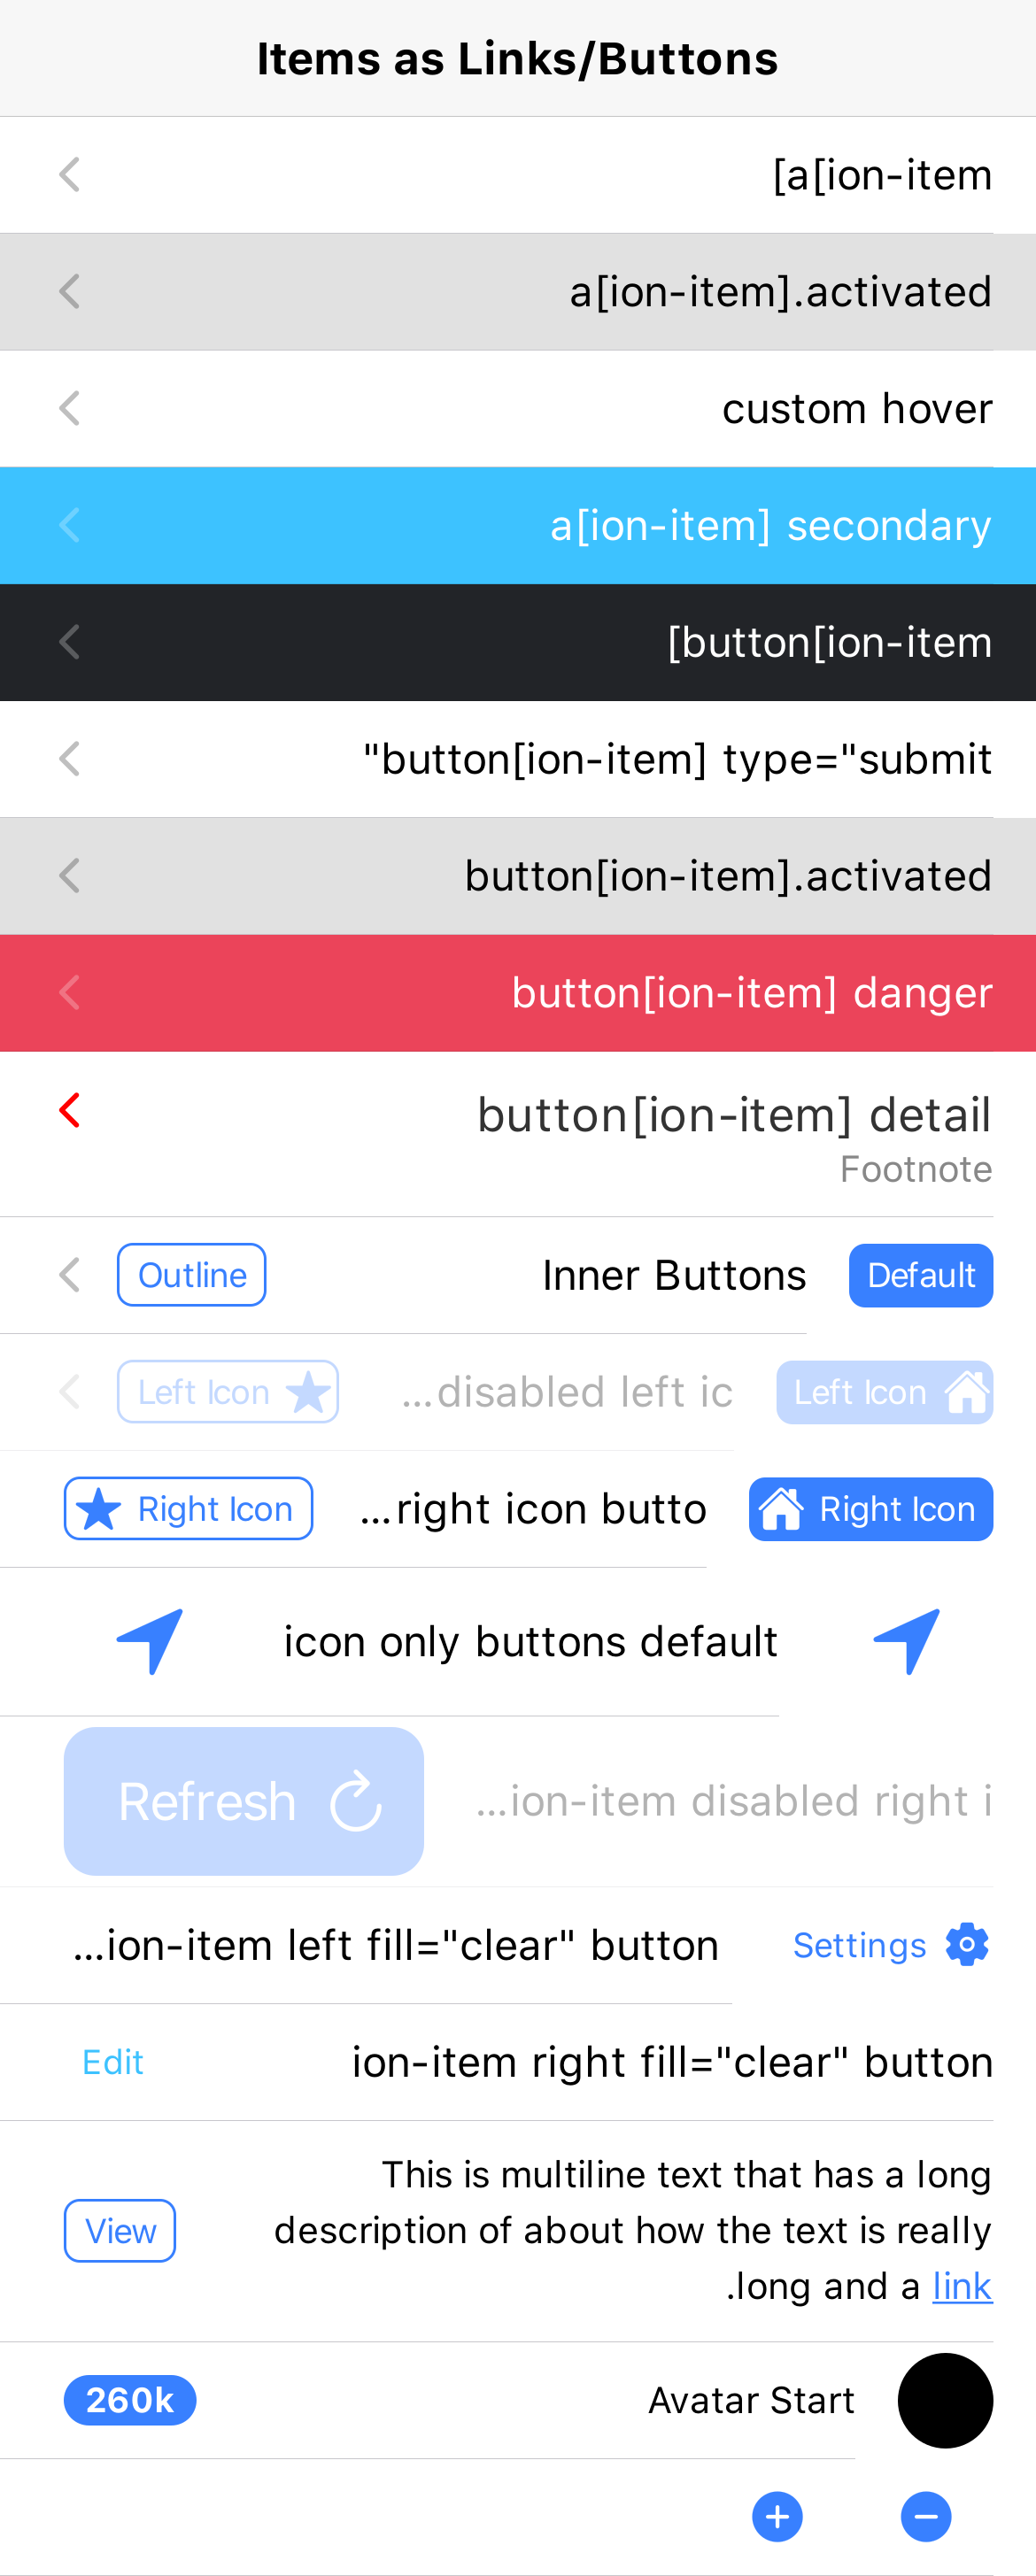 Items as Links/Buttons
[a[ion-item
a[ion-item].activated
custom hover
a[ion-item] secondary
[button[ion-item
"button[ion-item] type="submit
button[ion-item].activated
button[ion-item] danger
button[ion-item] detail
Footnote
Outline Inner Buttons Default
Left Icon ...disabled left ic Left Icon
Right Icon ...right icon butto Right Icon
icon only buttons default
Refresh ...ion-item disabled right i
...ion-item left fill="clear" button Settings
Edit ion-item right fill="clear" button
This is multiline text that has a long
description of about how the text is really
View
.long and a link
260k Avatar Start